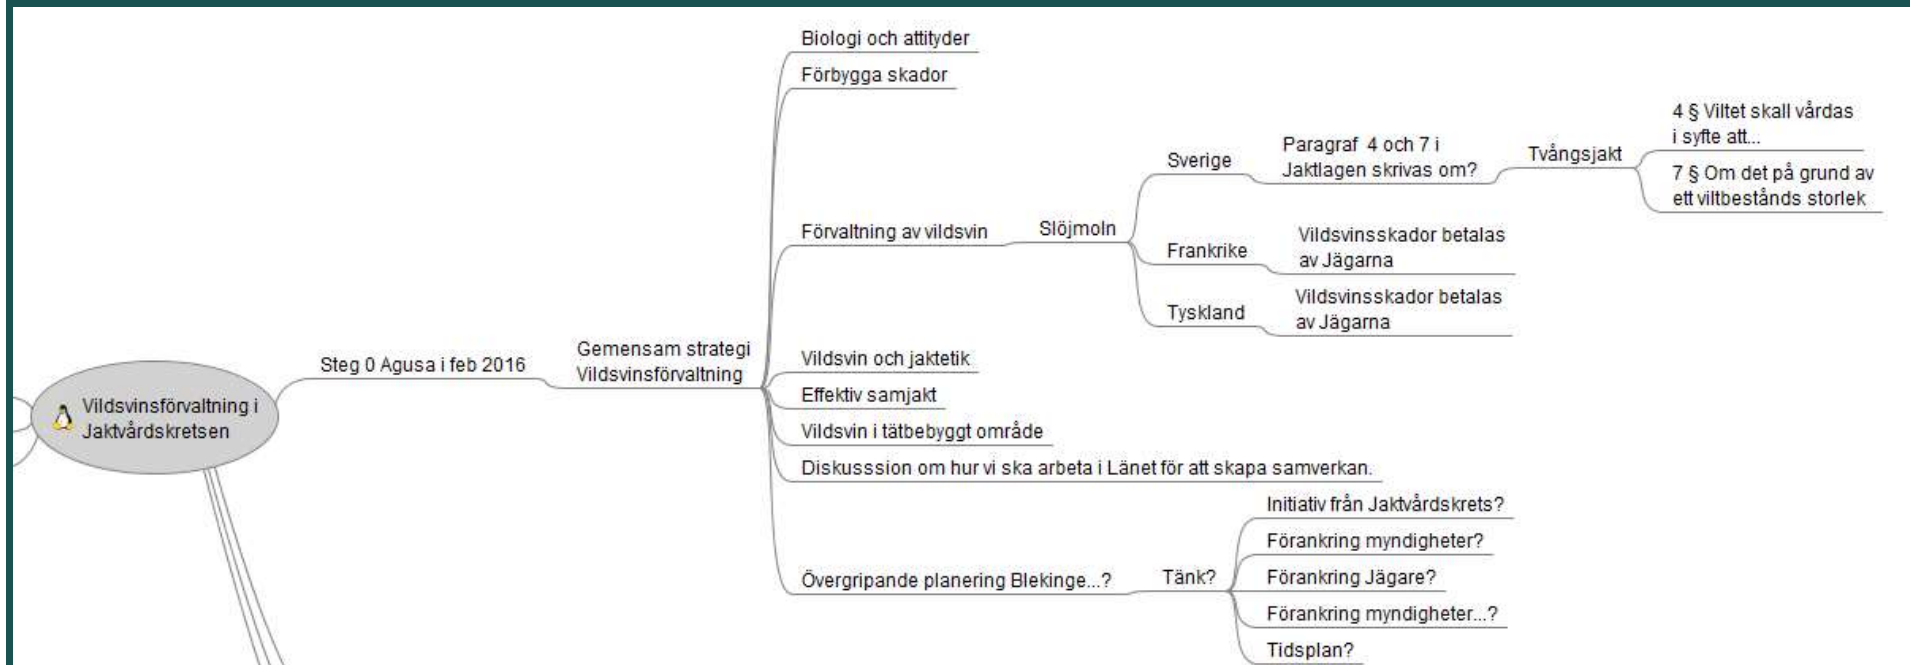 Vildsvinsförvaltning i
Jaktvårdskretsen
Steg 0 Agusa i feb 2016
Gemensam strategi
Vildsvinsförvaltning
Biologi och attityder
Förbygga skador
Förvaltning av vildsvin
Slöjmoln
Sverige
Paragraf 4 och 7 i
Jaktlagen skrivas om?
Tvångsjakt
4 § Viltet skall vårdas
i syfte att...
7 § Om det på grund av
ett viltbestånds storlek
Frankrike
Vildsvinsskador betalas
av Jägarna
Tyskland
Vildsvinsskador betalas
av Jägarna
Vildsvin och jaktetik
Effektiv samjakt
Vildsvin i tätbebyggt område
Diskusssion om hur vi ska arbeta i Länet för att skapa samverkan.
Övergripande planering Blekinge...?
Tänk?
Initiativ från Jaktvårdskrets?
Förankring myndigheter?
Förankring Jägare?
Förankring myndigheter...?
Tidsplan?